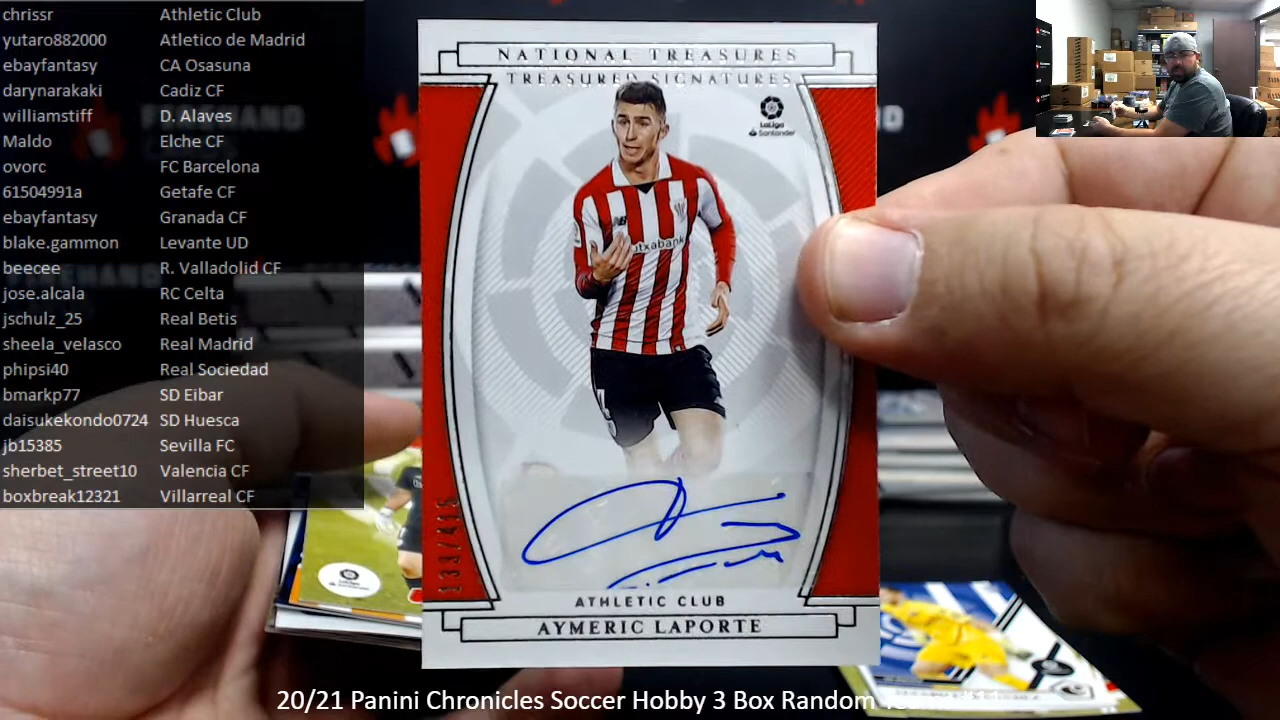 chrissr Athletic Club
yutaro882000 Atletico de Madrid
ebayfantasy CA Osasuna
darynarakaki Cadiz CF
williamstiff D. Alaves
Maldo Elche CF
ovorc FC Barcelona
61504991a Getafe CF
ebayfantasy Granada CF
blake.gammon Levante UD
beecee R. Valladolid CF
jose.alcala RC Celta
jschulz_25 Real Betis
sheela_velasco Real Madrid
phipsi40 Real Sociedad
bmarkp77 SD Eibar
daisukekondo0724 SD Huesca
jb15385 Sevilla FC
sherbet_street10 Valencia CF
boxbreak12321 Villarreal CF
NATIONAL TREASURES
TREASURED SIGNATURES
LaLiga
Santander
utxabank
ATHLETIC CLUB
AYMERIC LAPORTE
20/21 Panini Chronicles Soccer Hobby 3 Box Random